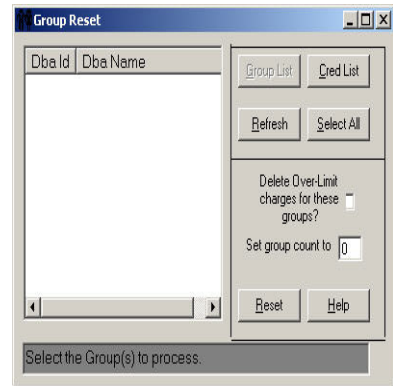 Group Reset
Dba Id Dba Name
Group List Cred List
Refresh Select All
Delete Over-Limit
charges for these
groups?
Set group count to 0
Reset Help
Select the Group(s) to process.